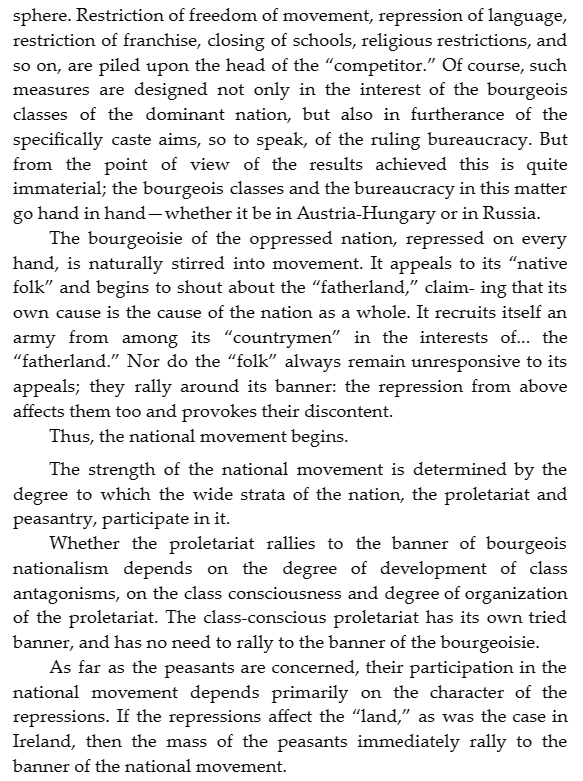 sphere. Restriction of freedom of movement, repression of language,
restriction of franchise, closing of schools, religious restrictions, and
so on, are piled upon the head of the “competitor.” Of course, such
measures are designed not only in the interest of the bourgeois
classes of the dominant nation, but also in furtherance of the
specifically caste aims, so to speak, of the ruling bureaucracy. But
from the point of view of the results achieved this is quite
immaterial; the bourgeois classes and the bureaucracy in this matter
go hand in hand—whether it be in Austria-Hungary or in Russia.
The bourgeoisie of the oppressed nation, repressed on every
hand, is naturally stirred into movement. It appeals to its “native
folk” and begins to shout about the “fatherland,” claim- ing that its
own cause is the cause of the nation as a whole. It recruits itself an
army from among its “countrymen” in the interests of... the
“fatherland.” Nor do the “folk” always remain unresponsive to its
appeals; they rally around its banner: the repression from above
affects them too and provokes their discontent.
Thus, the national movement begins.
The strength of the national movement is determined by the
degree to which the wide strata of the nation, the proletariat and
peasantry, participate in it.
Whether the proletariat rallies to the banner of bourgeois
nationalism depends on the degree of development of class
antagonisms, on the class consciousness and degree of organization
of the proletariat. The class-conscious proletariat has its own tried
banner, and has no need to rally to the banner of the bourgeoisie.
As far as the peasants are concerned, their participation in the
national movement depends primarily on the character of the
repressions. If the repressions affect the “land,” as was the case in
Ireland, then the mass of the peasants immediately rally to the
banner of the national movement.